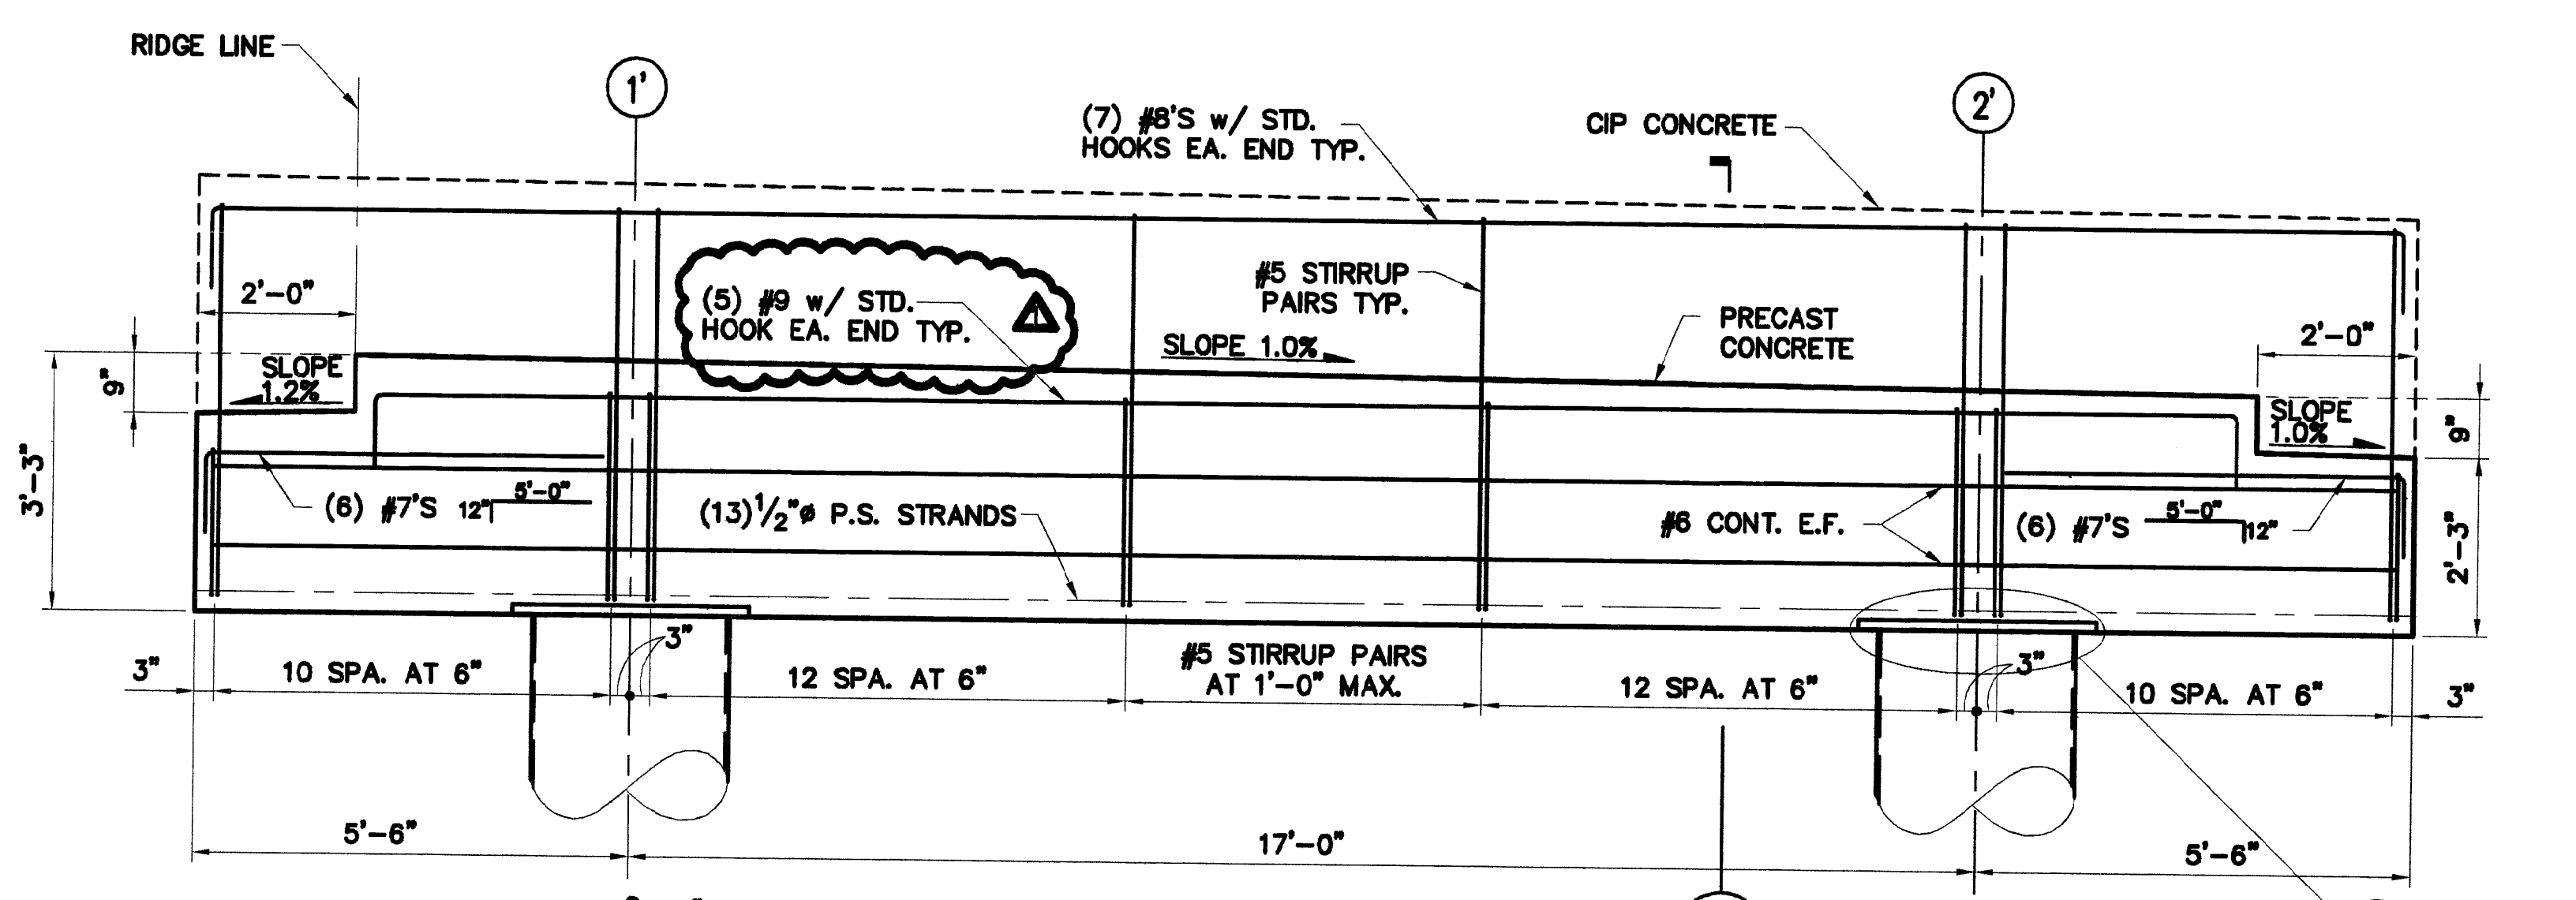 RIDGE LINE
1'
2'
(7) #8'S w/ STD.
HOOKS EA. END TYP.
CIP CONCRETE
2'-0"
(5) #9 w/ STD.
HOOK EA. END TYP.
1
#5 STIRRUP
PAIRS TYP.
SLOPE 1.0%
PRECAST
CONCRETE
2'-0"
9"
SLOPE
1.2%
SLOPE
1.0%
9"
3'-3"
(6) #7'S 12" 5'-0"
(13) 1/2"ø P.S. STRANDS
#6 CONT. E.F.
(6) #7'S 5'-0" 12"
2'-3"
3"
10 SPA. AT 6"
3"
12 SPA. AT 6"
#5 STIRRUP PAIRS
AT 1'-0" MAX.
12 SPA. AT 6"
3"
10 SPA. AT 6"
3"
5'-6"
17'-0"
5'-6"